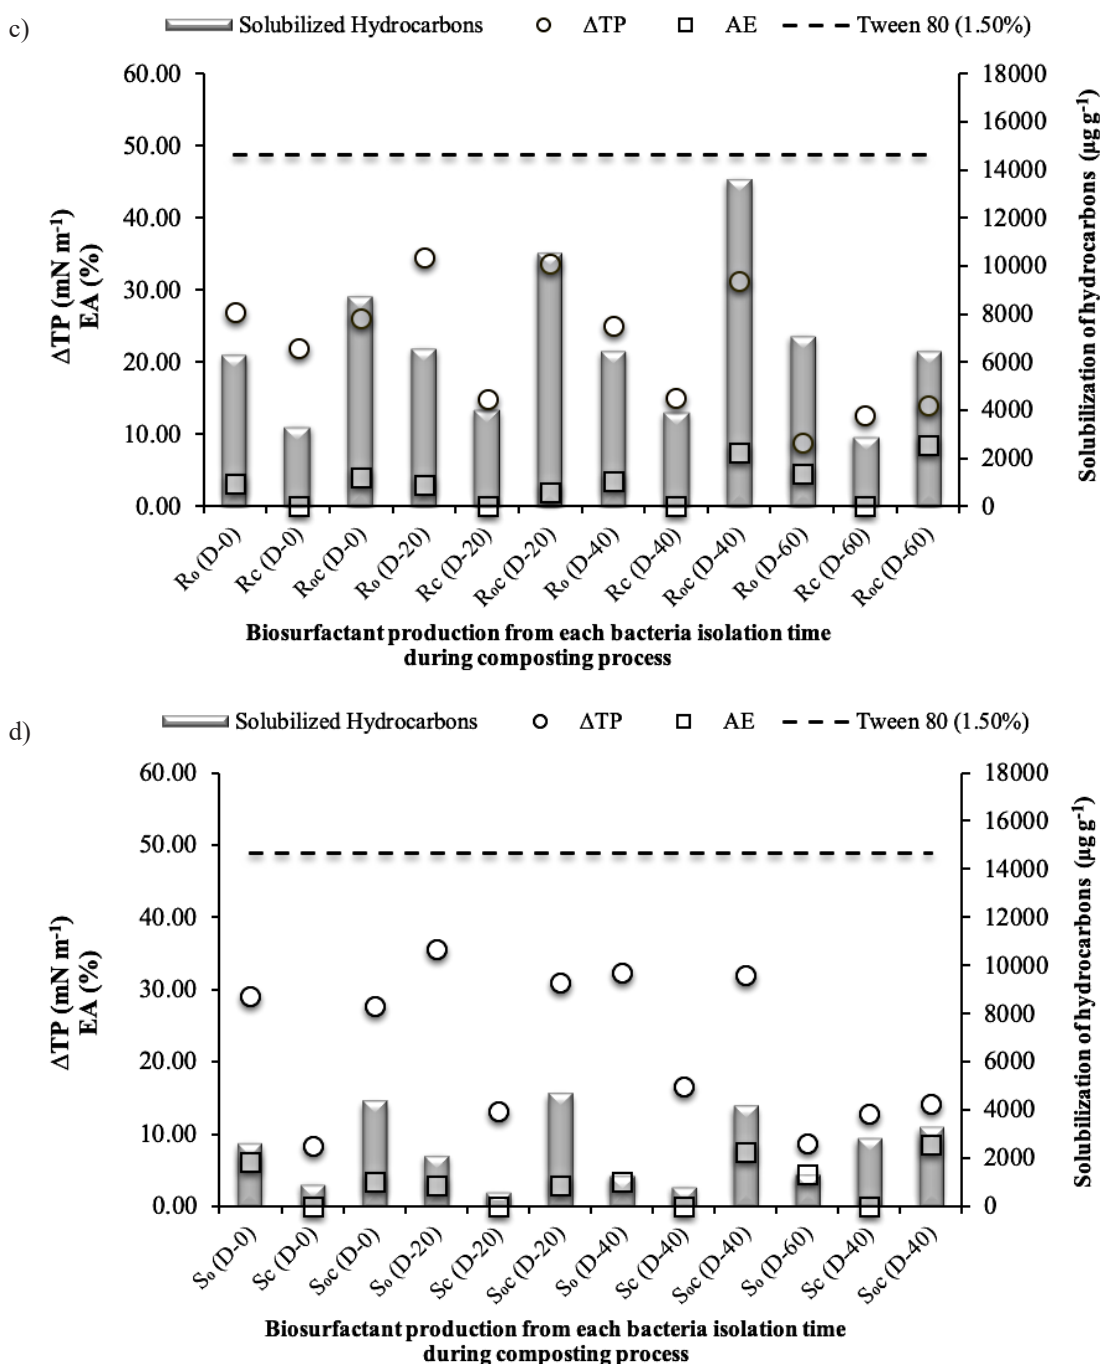 c)
Solubilized Hydrocarbons ΔTP AE Tween 80 (1.50%)
60.00 18000
16000
50.00
14000
40.00 12000
10000
30.00
8000
20.00 6000
4000
10.00
2000
0.00 0
ΔTP (mN m⁻¹)
EA (%)
Solubilization of hydrocarbons (µg g⁻¹)
Rₒ (D-0) Rc (D-0) Rₒc (D-0) Rₒ (D-20) Rc (D-20) Rₒc (D-20) Rₒ (D-40) Rc (D-40) Rₒc (D-40) Rₒ (D-60) Rc (D-60) Rₒc (D-60)
Biosurfactant production from each bacteria isolation time
during composting process
d)
Solubilized Hydrocarbons ΔTP AE Tween 80 (1.50%)
60.00 18000
16000
50.00
14000
40.00 12000
10000
30.00
8000
20.00 6000
4000
10.00
2000
0.00 0
ΔTP (mN m⁻¹)
EA (%)
Solubilization of hydrocarbons (µg g⁻¹)
Sₒ (D-0) Sc (D-0) Sₒc (D-0) Sₒ (D-20) Sc (D-20) Sₒc (D-20) Sₒ (D-40) Sc (D-40) Sₒc (D-40) Sₒ (D-60) Sc (D-40) Sₒc (D-40)
Biosurfactant production from each bacteria isolation time
during composting process